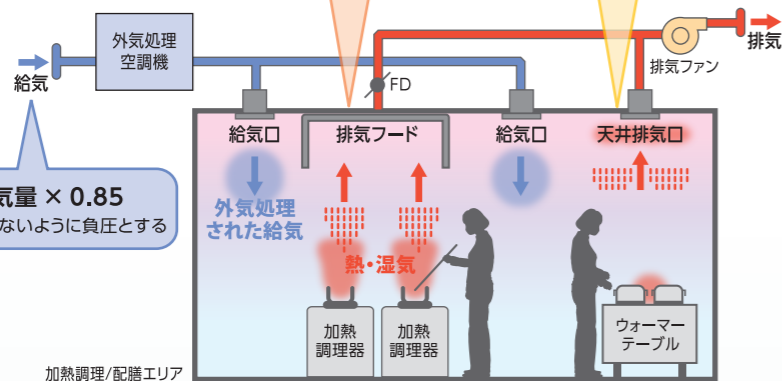 外気処理
空調機
給気
排気
排気ファン
FD
給気口
排気フード
給気口
天井排気口
気量 × 0.85
ないように負圧とする
外気処理
された給気
熱・湿気
加熱
調理器
加熱
調理器
ウォーマー
テーブル
加熱調理/配膳エリア